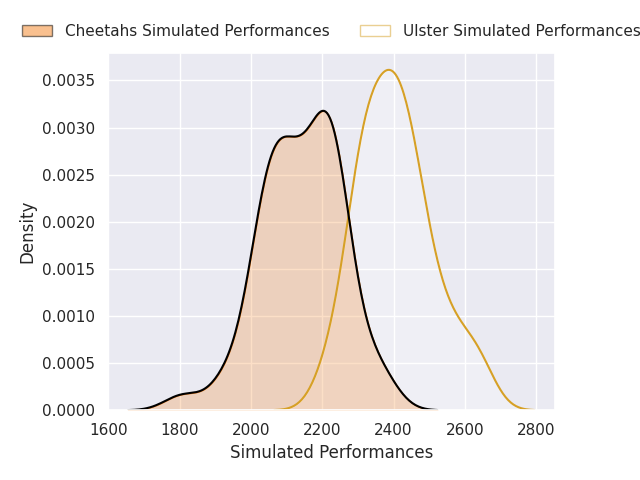 Cheetahs Simulated Performances
Ulster Simulated Performances
0.0035
0.0030
0.0025
0.0020
0.0015
0.0010
0.0005
0.0000
Density
1600 1800 2000 2200 2400 2600 2800
Simulated Performances